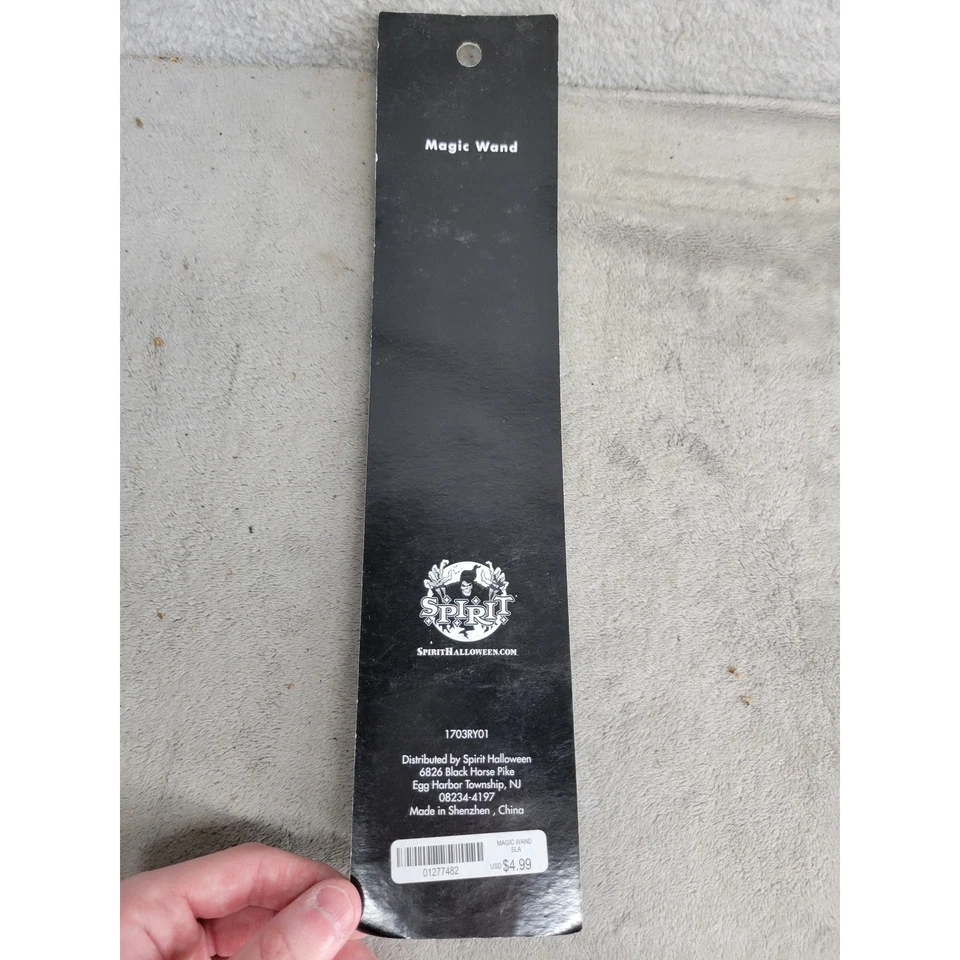 Magic Wand
SPIRIT
SPIRITHALLOWEEN.COM
1703RY01
Distributed by Spirit Halloween
6826 Black Horse Pike
Egg Harbor Township, NJ
08234-4197
Made in Shenzhen , China
MAGIC WAND
SLA
01277482
USD $4.99